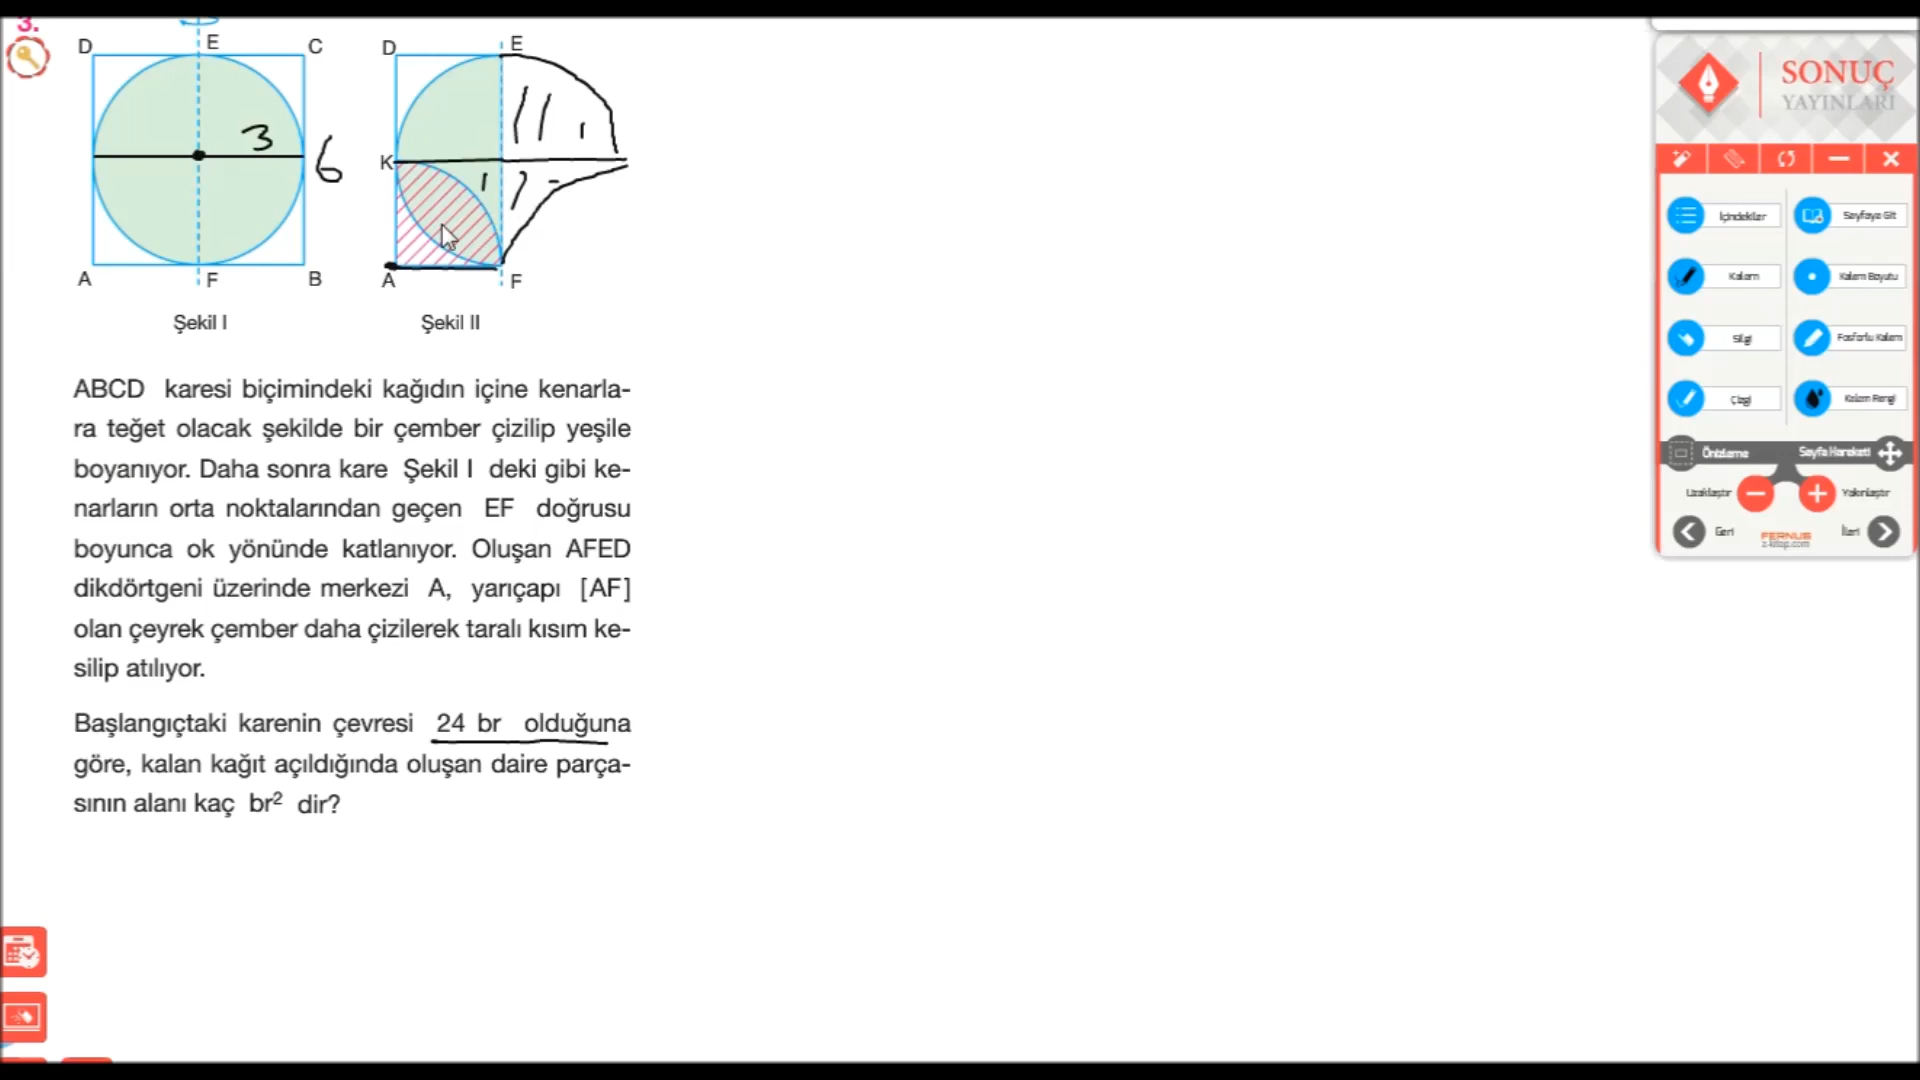 3.
D E C
D E
3
6
K
A F B
A F
Şekil I
Şekil II
ABCD karesi biçimindeki kağıdın içine kenarla-
ra teğet olacak şekilde bir çember çizilip yeşile
boyanıyor. Daha sonra kare Şekil I deki gibi ke-
narların orta noktalarından geçen EF doğrusu
boyunca ok yönünde katlanıyor. Oluşan AFED
dikdörtgeni üzerinde merkezi A, yarıçapı [AF]
olan çeyrek çember daha çizilerek taralı kısım ke-
silip atılıyor.
Başlangıçtaki karenin çevresi 24 br olduğuna
göre, kalan kağıt açıldığında oluşan daire parça-
sının alanı kaç br² dir?
SONUÇ
YAYINLARI
İçindekiler
Sayfaya Git
Kalem
Kalem Boyutu
Silgi
Fosforlu Kalem
Çizgi
Kalem Rengi
Önizleme
Sayfa Hareketi
Uzaklaştır
Yakınlaştır
Geri
FERNUS
z-kitap.com
İleri